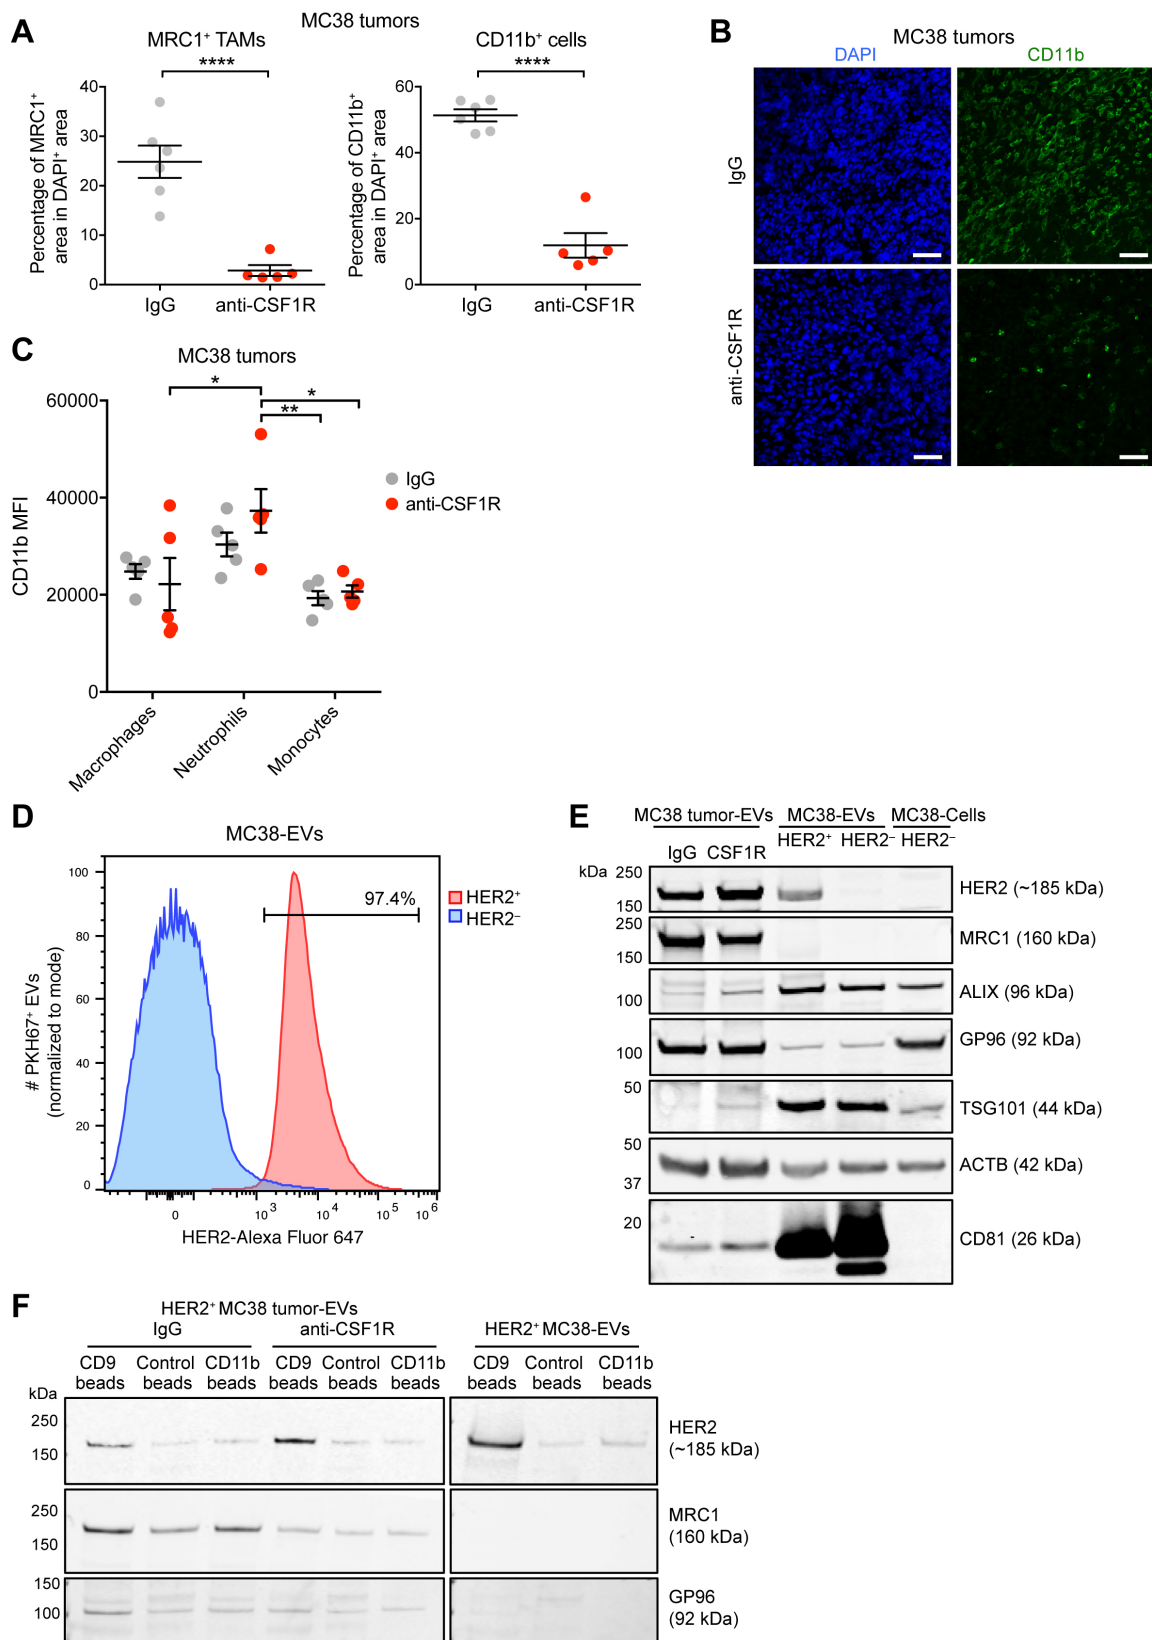 A
MC38 tumors
MRC1⁺ TAMs
CD11b⁺ cells
****
****
Percentage of MRC1⁺
area in DAPI⁺ area
40
30
20
10
0
IgG
anti-CSF1R
Percentage of CD11b⁺
area in DAPI⁺ area
60
40
20
0
IgG
anti-CSF1R
B
MC38 tumors
DAPI
CD11b
IgG
anti-CSF1R
C
MC38 tumors
*
*
**
CD11b MFI
60000
40000
20000
0
Macrophages
Neutrophils
Monocytes
IgG
anti-CSF1R
D
MC38-EVs
# PKH67⁺ EVs
(normalized to mode)
100
80
60
40
20
0
97.4%
HER2⁺
HER2⁻
0
10³
10⁴
10⁵
10⁶
HER2-Alexa Fluor 647
E
MC38 tumor-EVs
MC38-EVs
MC38-Cells
IgG
CSF1R
HER2⁺
HER2⁻
HER2⁻
kDa
250
150
HER2 (~185 kDa)
250
150
MRC1 (160 kDa)
100
ALIX (96 kDa)
100
GP96 (92 kDa)
50
TSG101 (44 kDa)
50
37
ACTB (42 kDa)
20
CD81 (26 kDa)
F
HER2⁺ MC38 tumor-EVs
IgG
anti-CSF1R
HER2⁺ MC38-EVs
CD9 beads
Control beads
CD11b beads
CD9 beads
Control beads
CD11b beads
CD9 beads
Control beads
CD11b beads
kDa
250
150
HER2
(~185 kDa)
250
150
MRC1
(160 kDa)
150
100
GP96
(92 kDa)